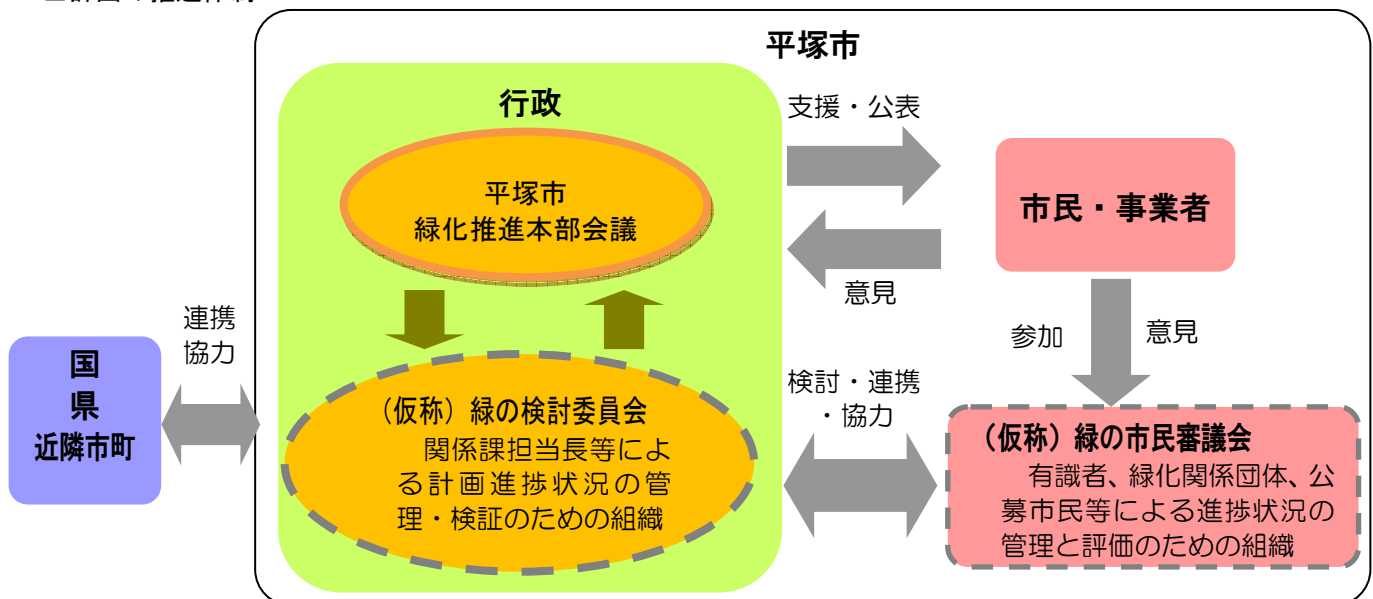 平塚市
行政
支援・公表
平塚市
緑化推進本部会議
市民・事業者
意見
連携
協力
国
県
近隣市町
参加
意見
検討・連携
・協力
(仮称)緑の検討委員会
関係課担当長等によ
る計画進捗状況の管
理・検証のための組織
(仮称)緑の市民審議会
有識者、緑化関係団体、公
募市民等による進捗状況の
管理と評価のための組織